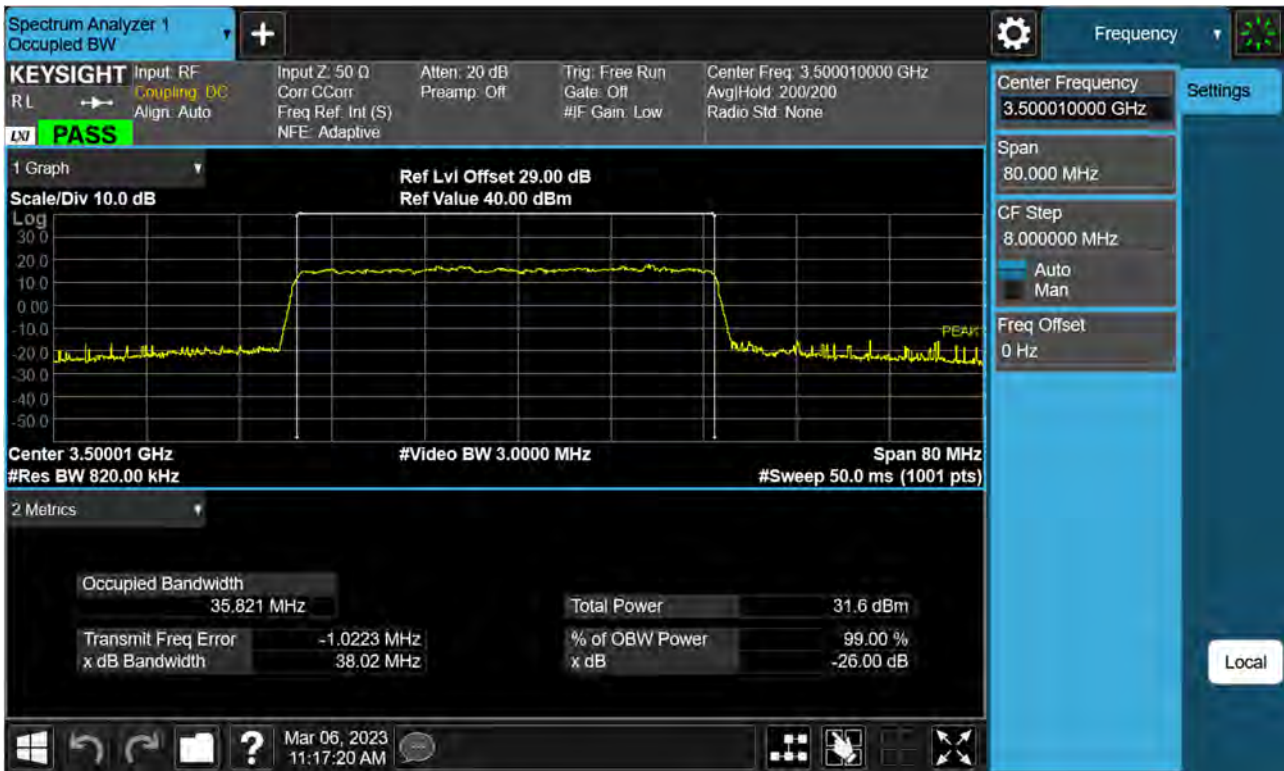 Spectrum Analyzer 1
Occupied BW
Frequency
KEYSIGHT
R L
LXI
PASS
Input: RF
Coupling: DC
Align: Auto
Input Z: 50 Ω
Corr CCorr
Freq Ref: Int (S)
NFE: Adaptive
Atten: 20 dB
Preamp: Off
Trig: Free Run
Gate: Off
#IF Gain: Low
Center Freq: 3.500010000 GHz
Avg|Hold: 200/200
Radio Std: None
Center Frequency
3.500010000 GHz
Settings
Span
80.000 MHz
CF Step
8.000000 MHz
Auto
Man
Freq Offset
0 Hz
Local
1 Graph
Scale/Div 10.0 dB
Ref Lvl Offset 29.00 dB
Ref Value 40.00 dBm
Log
30.0
20.0
10.0
0.00
-10.0
-20.0
-30.0
-40.0
-50.0
PEAK
Center 3.50001 GHz
#Video BW 3.0000 MHz
Span 80 MHz
#Res BW 820.00 kHz
#Sweep 50.0 ms (1001 pts)
2 Metrics
Occupied Bandwidth
35.821 MHz
Total Power 31.6 dBm
Transmit Freq Error -1.0223 MHz
% of OBW Power 99.00 %
x dB Bandwidth 38.02 MHz
x dB -26.00 dB
Mar 06, 2023
11:17:20 AM